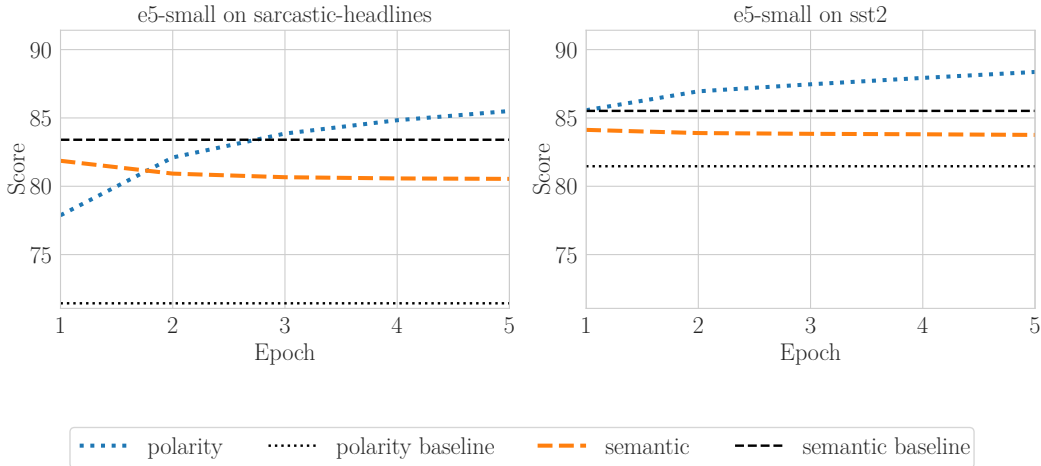 e5-small on sarcastic-headlines
90
85
80
75
Score
1 2 3 4 5
Epoch
e5-small on sst2
90
85
80
75
Score
1 2 3 4 5
Epoch
polarity polarity baseline semantic semantic baseline